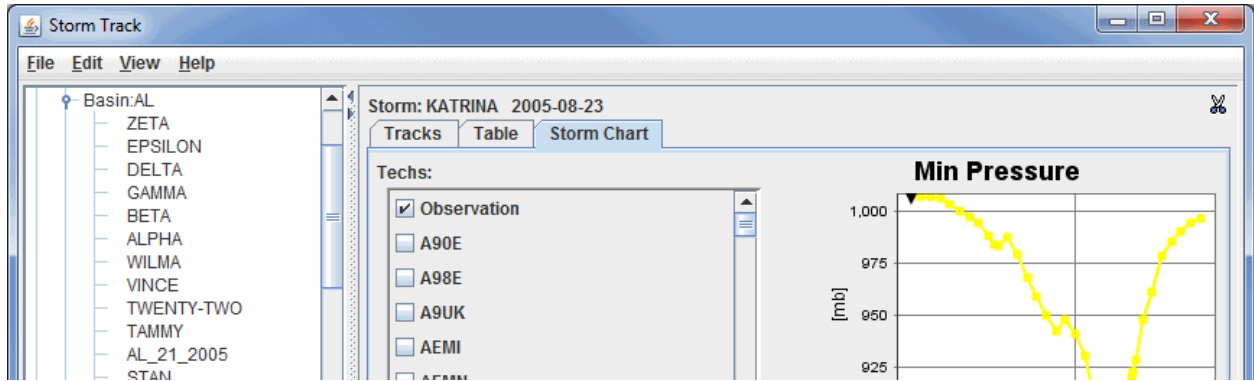 Storm Track
File Edit View Help
Basin:AL
ZETA
EPSILON
DELTA
GAMMA
BETA
ALPHA
WILMA
VINCE
TWENTY-TWO
TAMMY
AL_21_2005
STAN
Storm: KATRINA 2005-08-23
Tracks Table Storm Chart
Techs:
Observation
A90E
A98E
A9UK
AEMI
AEMN
Min Pressure
1,000
975
[mb]
950
925